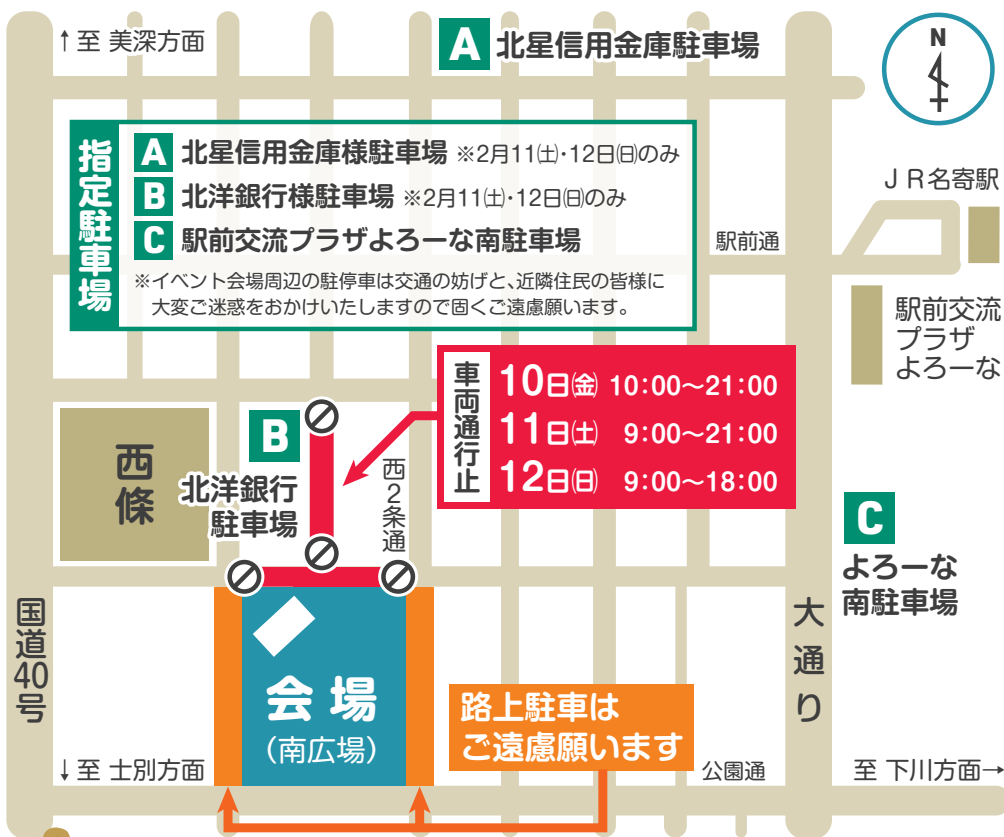 ↑至 美深方面
A 北星信用金庫駐車場
N
指定駐車場
A 北星信用金庫様駐車場 ※2月11㈯・12日㈰のみ
B 北洋銀行様駐車場 ※2月11㈯・12日㈰のみ
C 駅前交流プラザよろーな南駐車場
※イベント会場周辺の駐停車は交通の妨げと、近隣住民の皆様に
大変ご迷惑をおかけいたしますので固くご遠慮願います。
ＪＲ名寄駅
駅前通
駅前交流
プラザ
よろーな
車両通行止
10日㈮ 10:00〜21:00
11日㈯ 9:00〜21:00
12日㈰ 9:00〜18:00
西條
B
北洋銀行
駐車場
西2条通
C
よろーな
南駐車場
国道40号
大通り
会場
（南広場）
路上駐車は
ご遠慮願います
↓至 士別方面
公園通
至 下川方面→